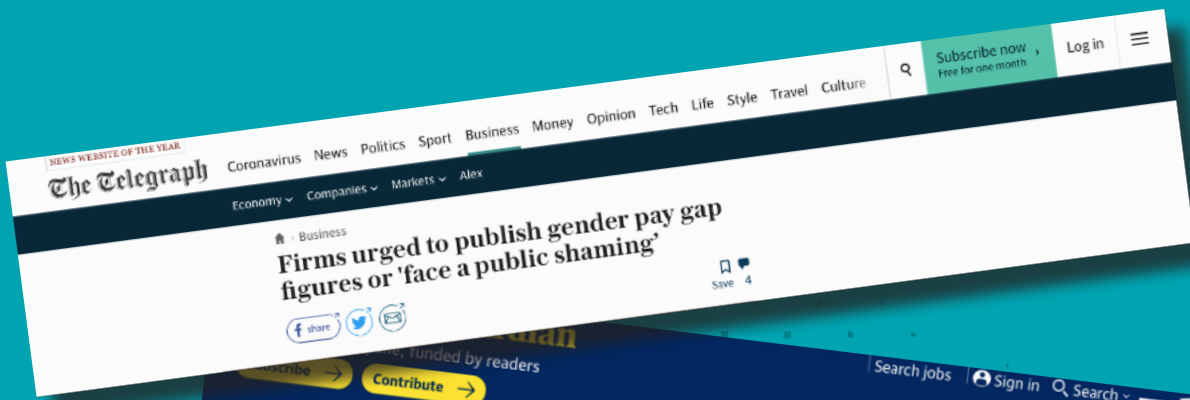 NEWS WEBSITE OF THE YEAR
The Telegraph
Coronavirus News Politics Sport Business Money Opinion Tech Life Style Travel Culture
Subscribe now ›
Free for one month
Log in
Economy Companies Markets Alex
Business
Firms urged to publish gender pay gap
figures or 'face a public shaming'
share
Save 4
funded by readers
Contribute →
Search jobs
Sign in
Search